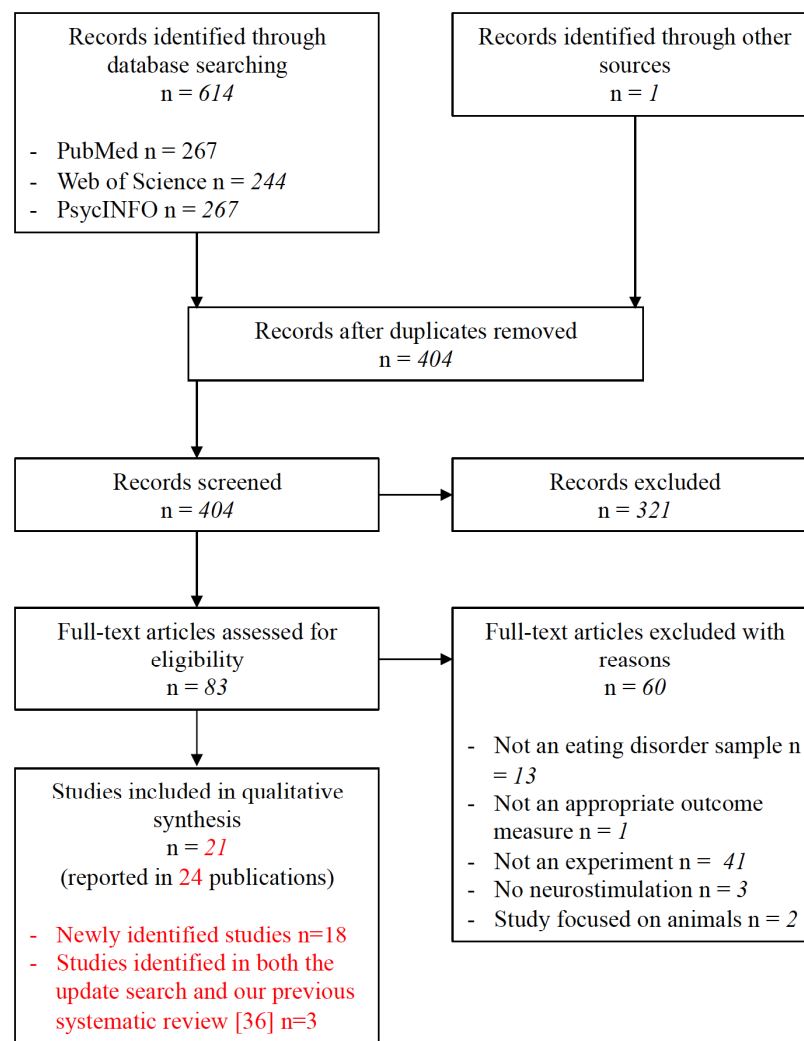 Records identified through
database searching
n = 614
- PubMed n = 267
- Web of Science n = 244
- PsycINFO n = 267
Records identified through other
sources
n = 1
Records after duplicates removed
n = 404
Records screened
n = 404
Records excluded
n = 321
Full-text articles assessed for
eligibility
n = 83
Full-text articles excluded with
reasons
n = 60
- Not an eating disorder sample n
= 13
- Not an appropriate outcome
measure n = 1
- Not an experiment n = 41
- No neurostimulation n = 3
- Study focused on animals n = 2
Studies included in qualitative
synthesis
n = 21
(reported in 24 publications)
- Newly identified studies n=18
- Studies identified in both the
update search and our previous
systematic review [36] n=3